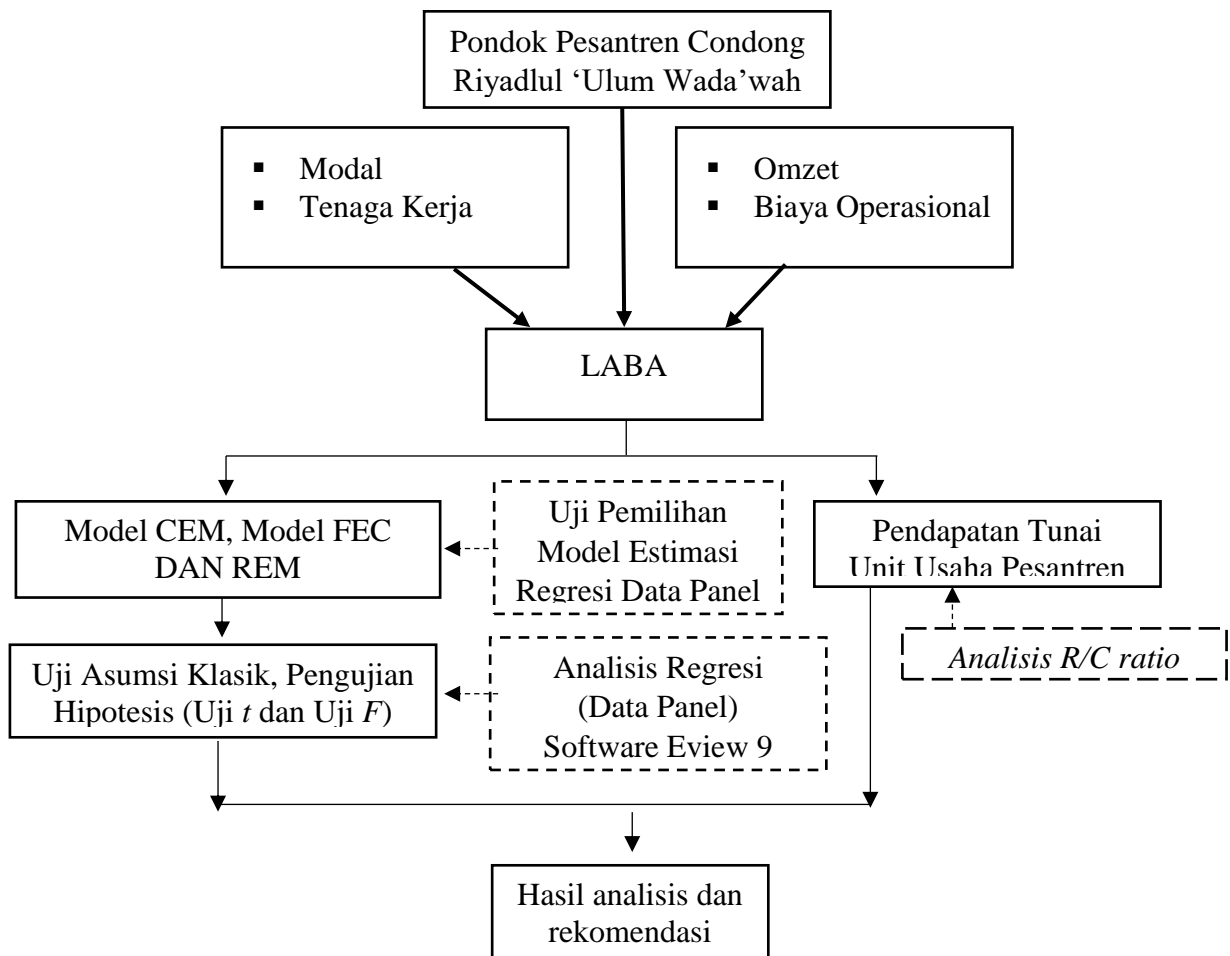 Pondok Pesantren Condong
Riyadlul ‘Ulum Wada’wah
▪ Modal
▪ Tenaga Kerja
▪ Omzet
▪ Biaya Operasional
LABA
Model CEM, Model FEC
DAN REM
Uji Pemilihan
Model Estimasi
Regresi Data Panel
Pendapatan Tunai
Unit Usaha Pesantren
Uji Asumsi Klasik, Pengujian
Hipotesis (Uji t dan Uji F)
Analisis Regresi
(Data Panel)
Software Eview 9
Analisis R/C ratio
Hasil analisis dan
rekomendasi